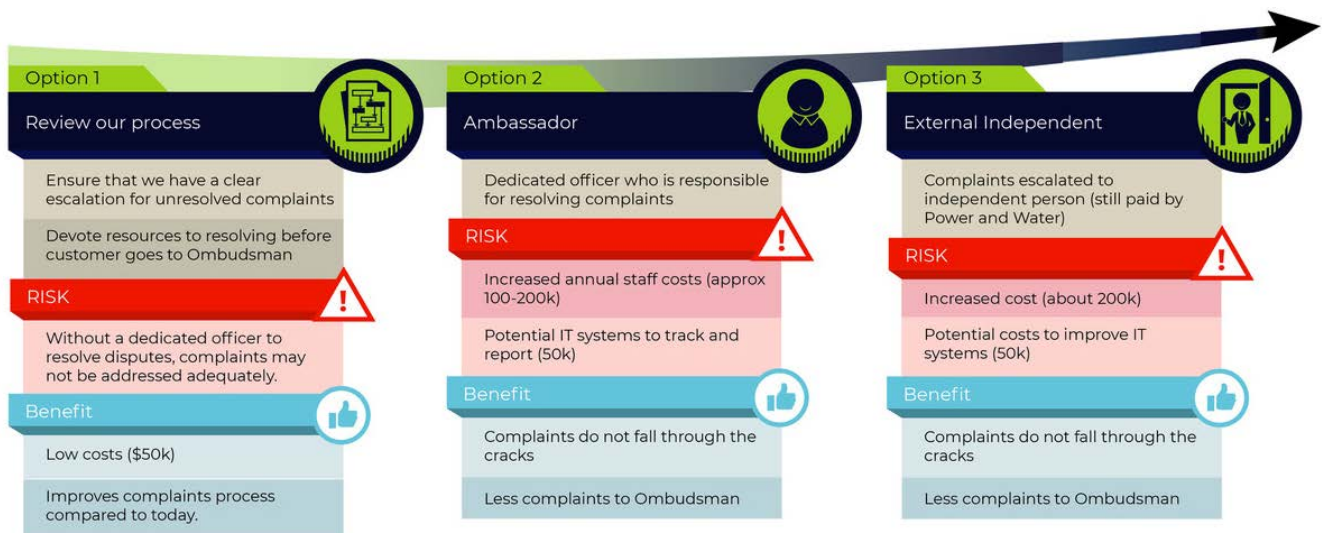 Option 1
Review our process
Ensure that we have a clear
escalation for unresolved complaints
Devote resources to resolving before
customer goes to Ombudsman
RISK
Without a dedicated officer to
resolve disputes, complaints may
not be addressed adequately.
Benefit
Low costs ($50k)
Improves complaints process
compared to today.
Option 2
Ambassador
Dedicated officer who is responsible
for resolving complaints
RISK
Increased annual staff costs (approx
100-200k)
Potential IT systems to track and
report (50k)
Benefit
Complaints do not fall through the
cracks
Less complaints to Ombudsman
Option 3
External Independent
Complaints escalated to
independent person (still paid by
Power and Water)
RISK
Increased cost (about 200k)
Potential costs to improve IT
systems (50k)
Benefit
Complaints do not fall through the
cracks
Less complaints to Ombudsman